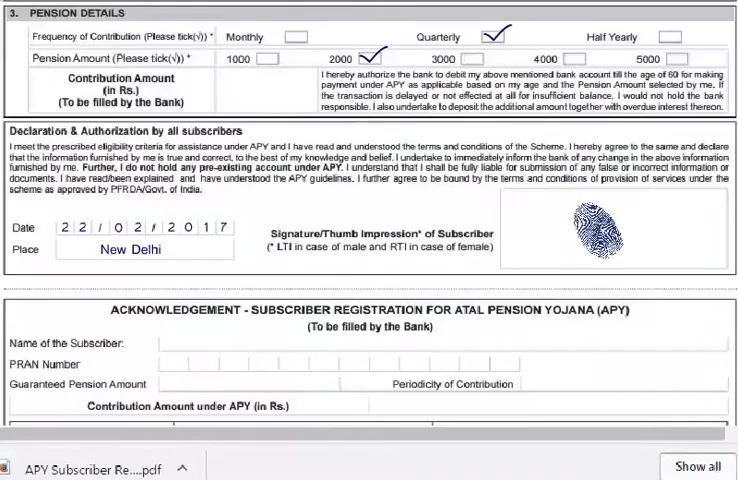 3. PENSION DETAILS
Frequency of Contribution (Please tick(√)) * Monthly Quarterly Half Yearly
Pension Amount (Please tick(√)) * 1000 2000 3000 4000 5000
Contribution Amount
(in Rs.)
(To be filled by the Bank)
I hereby authorize the bank to debit my above mentioned bank account till the age of 60 for making
payment under APY as applicable based on my age and the Pension Amount selected by me. If
the transaction is delayed or not effected at all for insufficient balance, I would not hold the bank
responsible. I also undertake to deposit the additional amount together with overdue interest thereon.
Declaration & Authorization by all subscribers
I meet the prescribed eligibility criteria for assistance under APY and I have read and understood the terms and conditions of the Scheme. I hereby agree to the same and declare
that the information furnished by me is true and correct, to the best of my knowledge and belief. I undertake to immediately inform the bank of any change in the above information
furnished by me. Further, I do not hold any pre-existing account under APY. I understand that I shall be fully liable for submission of any false or incorrect information or
documents. I have read/been explained and have understood the APY guidelines. I further agree to be bound by the terms and conditions of provision of services under the
scheme as approved by PFRDA/Govt. of India.
Date 22/02/2017
Place New Delhi
Signature/Thumb Impression* of Subscriber
(* LTI in case of male and RTI in case of female)
ACKNOWLEDGEMENT - SUBSCRIBER REGISTRATION FOR ATAL PENSION YOJANA (APY)
(To be filled by the Bank)
Name of the Subscriber:
PRAN Number
Guaranteed Pension Amount Periodicity of Contribution
Contribution Amount under APY (in Rs.)
APY Subscriber Re....pdf Show all